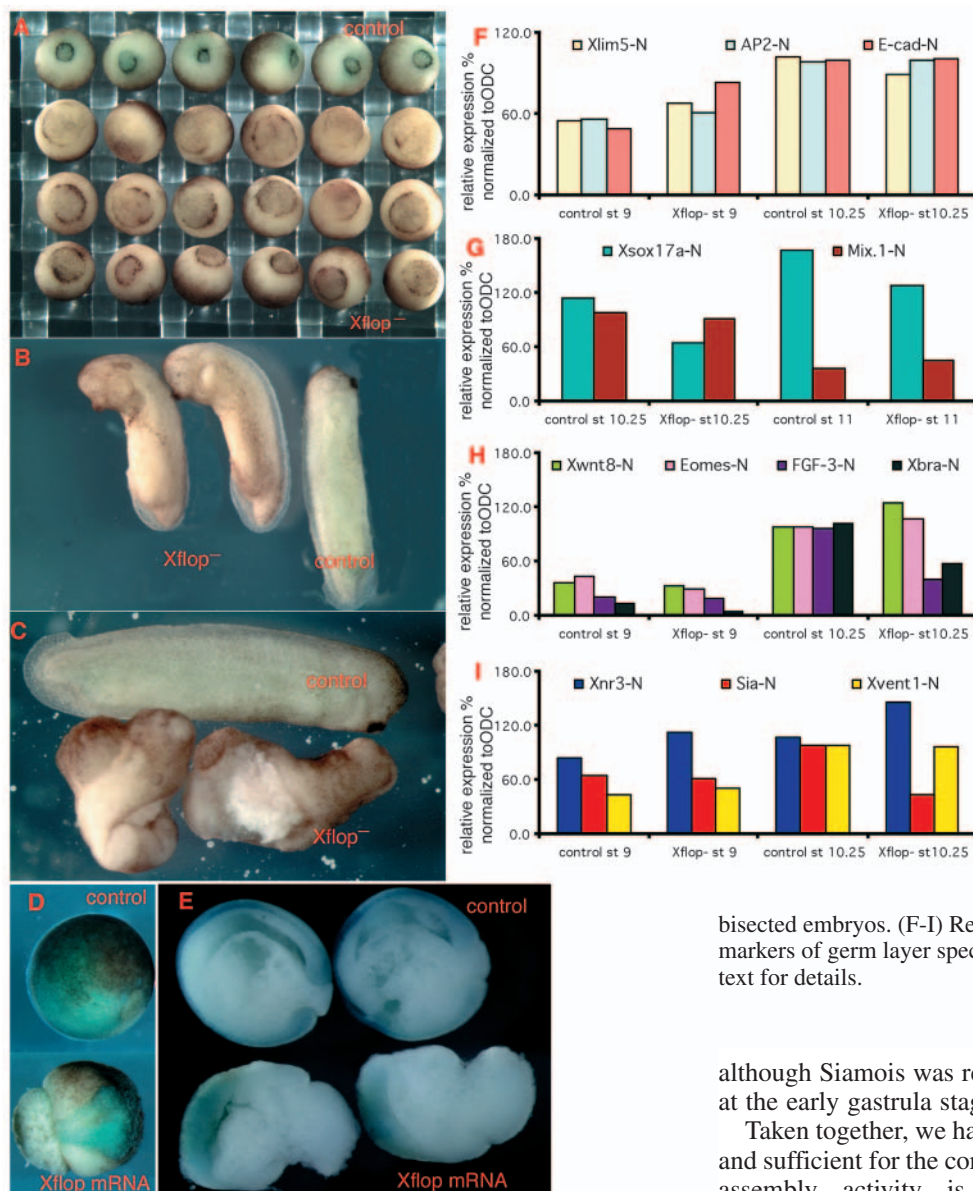 A
control
Xflop–
B
Xflop–
control
C
control
Xflop–
D
control
Xflop mRNA
E
control
Xflop mRNA
F
120.0
60.0
0.0
relative expression %
normalized toODC
Xlim5-N AP2-N E-cad-N
control st 9 Xflop- st 9 control st 10.25 Xflop- st10.25
G
180.0
120.0
60.0
0.0
relative expression %
normalized toODC
Xsox17a-N Mix.1-N
control st 10.25 Xflop- st10.25 control st 11 Xflop- st 11
H
180.0
120.0
60.0
0.0
relative expression %
normalized toODC
Xwnt8-N Eomes-N FGF-3-N Xbra-N
control st 9 Xflop- st 9 control st 10.25 Xflop- st10.25
I
180.0
120.0
60.0
0.0
relative expression %
normalized toODC
Xnr3-N Sia-N Xvent1-N
control st 9 Xflop- st 9 control st 10.25 Xflop- st10.25
bisected embryos. (F-I) Re
markers of germ layer spec
text for details.
although Siamois was re
at the early gastrula stag
Taken together, we ha
and sufficient for the cor
assembly activity is